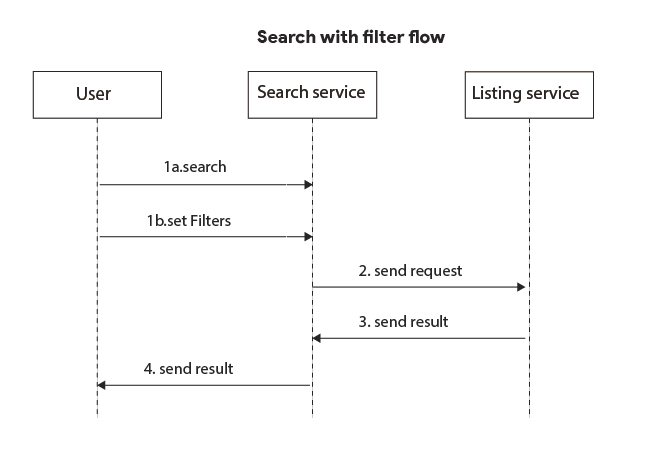 Search with filter flow
User
Search service
Listing service
1a.search
1b.set Filters
2. send request
3. send result
4. send result